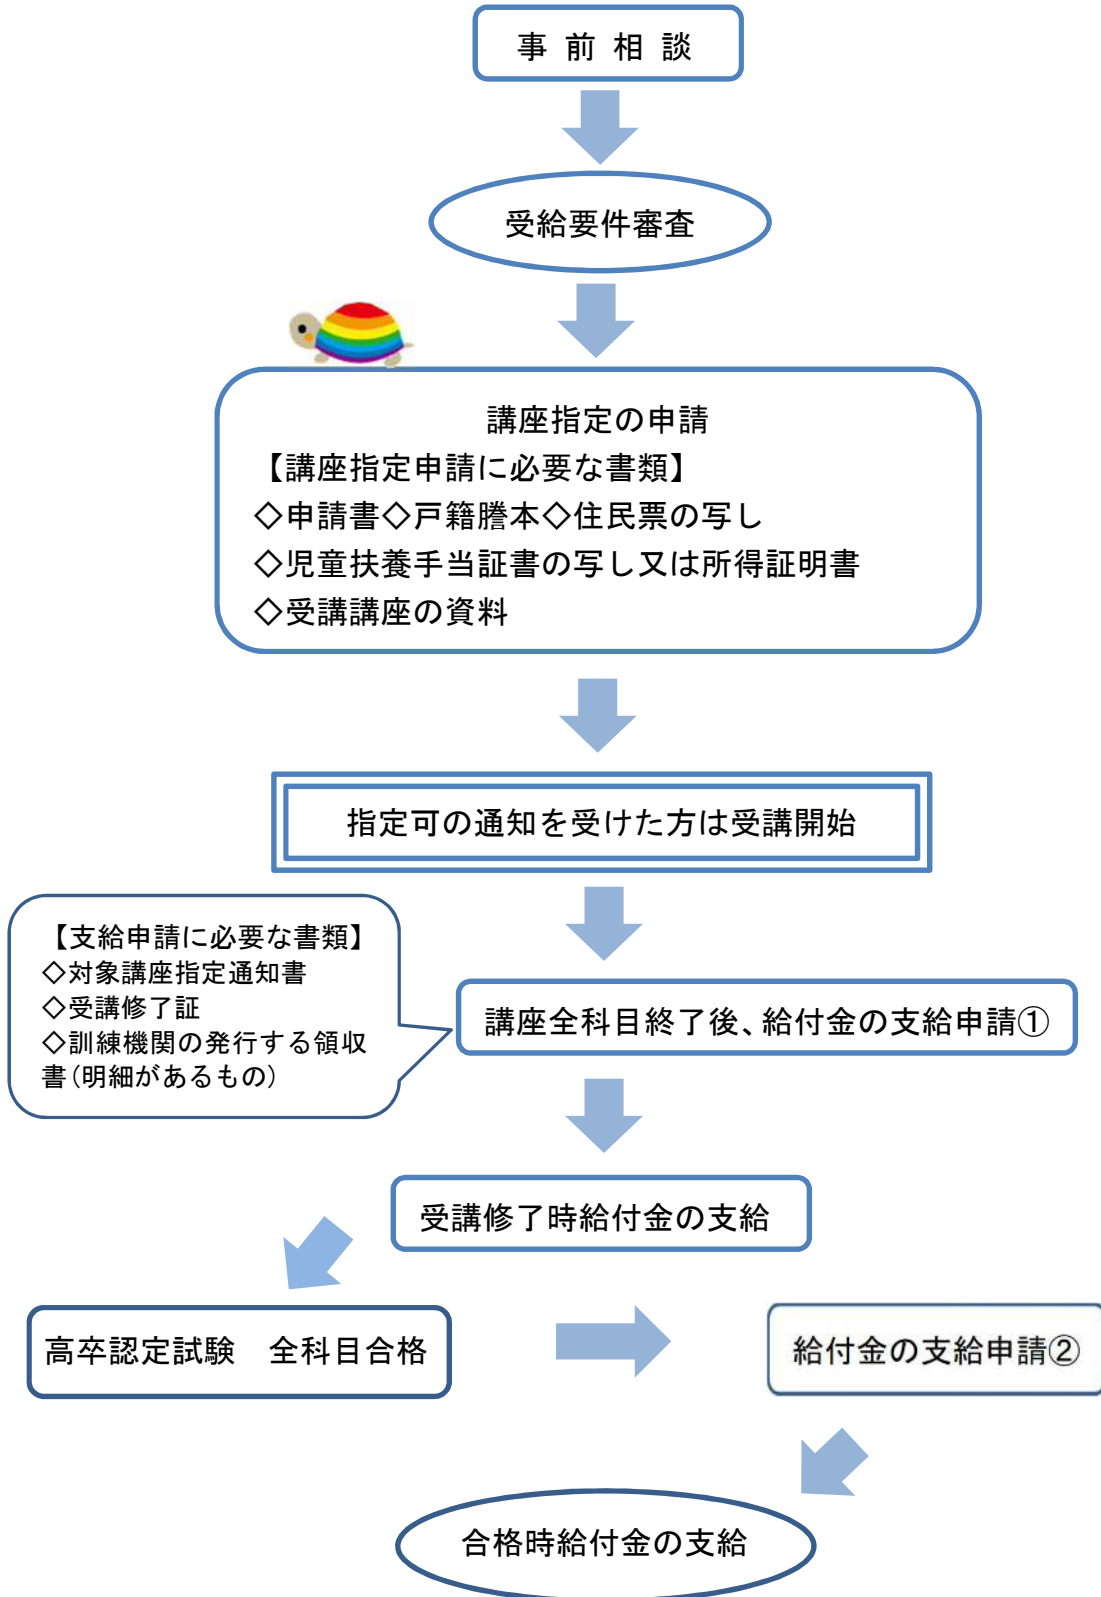 事前相談
受給要件審査
講座指定の申請
【講座指定申請に必要な書類】
◇申請書◇戸籍謄本◇住民票の写し
◇児童扶養手当証書の写し又は所得証明書
◇受講講座の資料
指定可の通知を受けた方は受講開始
【支給申請に必要な書類】
◇対象講座指定通知書
◇受講修了証
◇訓練機関の発行する領収
書(明細があるもの)
講座全科目終了後、給付金の支給申請①
受講修了時給付金の支給
高卒認定試験　全科目合格
給付金の支給申請②
合格時給付金の支給